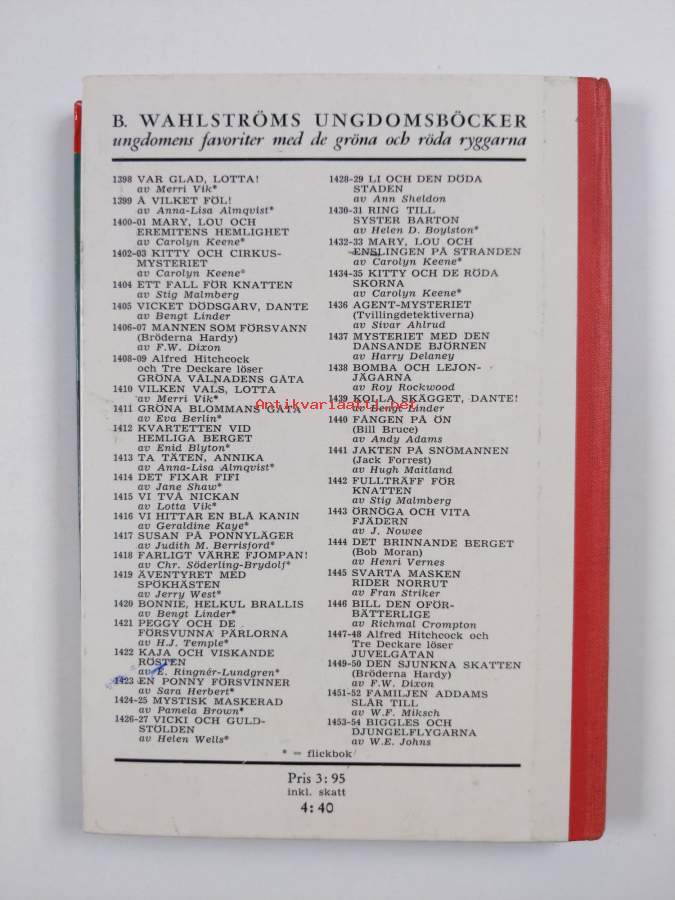 B. WAHLSTRÖMS UNGDOMSBÖCKER
ungdomens favoriter med de gröna och röda ryggarna
1398 VAR GLAD, LOTTA!
av Merri Vik*
1399 Å VILKET FÖL!
av Anna-Lisa Almqvist*
1400-01 MARY, LOU OCH
EREMITENS HEMLIGHET
av Carolyn Keene*
1402-03 KITTY OCH CIRKUS-
MYSTERIET
av Carolyn Keene*
1404 ETT FALL FÖR KNATTEN
av Stig Malmberg
1405 VICKET DÖDSGARV, DANTE
av Bengt Linder
1406-07 MANNEN SOM FÖRSVANN
(Bröderna Hardy)
av F.W. Dixon
1408-09 Alfred Hitchcock
och Tre Deckare löser
GRÖNA VÅLNADENS GÅTA
1410 VILKEN VALS, LOTTA
av Merri Vik*
1411 GRÖNA BLOMMANS GÅTA
av Eva Berlin*
1412 KVARTETTEN VID
HEMLIGA BERGET
av Enid Blyton*
1413 TA TÄTEN, ANNIKA
av Anna-Lisa Almqvist*
1414 DET FIXAR FIFI
av Jane Shaw*
1415 VI TVÅ NICKAN
av Lotta Vik*
1416 VI HITTAR EN BLÅ KANIN
av Geraldine Kaye*
1417 SUSAN PÅ PONNYLÄGER
av Judith M. Berrisford*
1418 FARLIGT VÄRRE FJOMPAN!
av Chr. Söderling-Brydolf*
1419 ÄVENTYRET MED
SPÖKHÄSTEN
av Jerry West*
1420 BONNIE, HELKUL BRALLIS
av Bengt Linder*
1421 PEGGY OCH DE
FÖRSVUNNA PÄRLORNA
av H.J. Temple*
1422 KAJA OCH VISKANDE
RÖSTEN
av E. Ringnér-Lundgren*
1423 EN PONNY FÖRSVINNER
av Sara Herbert*
1424-25 MYSTISK MASKERAD
av Pamela Brown*
1426-27 VICKI OCH GULD-
STÖLDEN
av Helen Wells*
1428-29 LI OCH DEN DÖDA
STADEN
av Ann Sheldon
1430-31 RING TILL
SYSTER BARTON
av Helen D. Boylston*
1432-33 MARY, LOU OCH
ENSLINGEN PÅ STRANDEN
av Carolyn Keene*
1434-35 KITTY OCH DE RÖDA
SKORNA
av Carolyn Keene*
1436 AGENT-MYSTERIET
(Tvillingdetektiverna)
av Sivar Ahlrud
1437 MYSTERIET MED DEN
DANSANDE BJÖRNEN
av Harry Delaney
1438 BOMBA OCH LEJON-
JÄGARNA
av Roy Rockwood
1439 KOLLA SKÄGGET, DANTE!
av Bengt Linder
1440 FÅNGEN PÅ ÖN
(Bill Bruce)
av Andy Adams
1441 JAKTEN PÅ SNÖMANNEN
(Jack Forrest)
av Hugh Maitland
1442 FULLTRÄFF FÖR
KNATTEN
av Stig Malmberg
1443 ÖRNÖGA OCH VITA
FJÄDERN
av J. Nowee
1444 DET BRINNANDE BERGET
(Bob Moran)
av Henri Vernes
1445 SVARTA MASKEN
RIDER NORRUT
av Fran Striker
1446 BILL DEN OFÖR-
BÄTTERLIGE
av Richmal Crompton
1447-48 Alfred Hitchcock och
Tre Deckare löser
JUVELGÅTAN
1449-50 DEN SJUNKNA SKATTEN
(Bröderna Hardy)
av F.W. Dixon
1451-52 FAMILJEN ADDAMS
SLÅR TILL
av W.F. Miksch
1453-54 BIGGLES OCH
DJUNGELFLYGARNA
av W.E. Johns
* = flickbok
Pris 3:95
inkl. skatt
4:40
Antikvariaatti.net